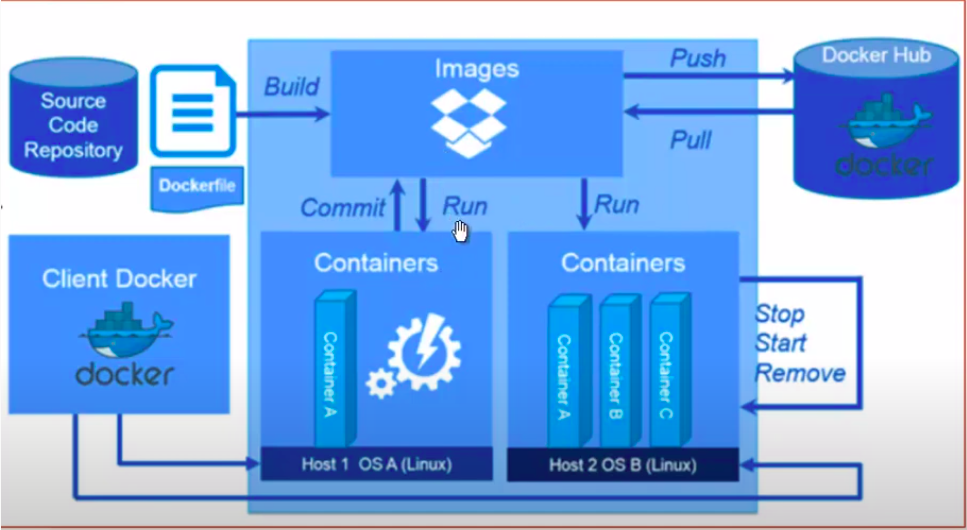 Source
Code
Repository
Dockerfile
Build
Images
Push
Pull
Docker Hub
docker
Commit
Run
Run
Client Docker
docker
Containers
Container A
Host 1 OS A (Linux)
Containers
Container A
Container B
Container C
Host 2 OS B (Linux)
Stop
Start
Remove